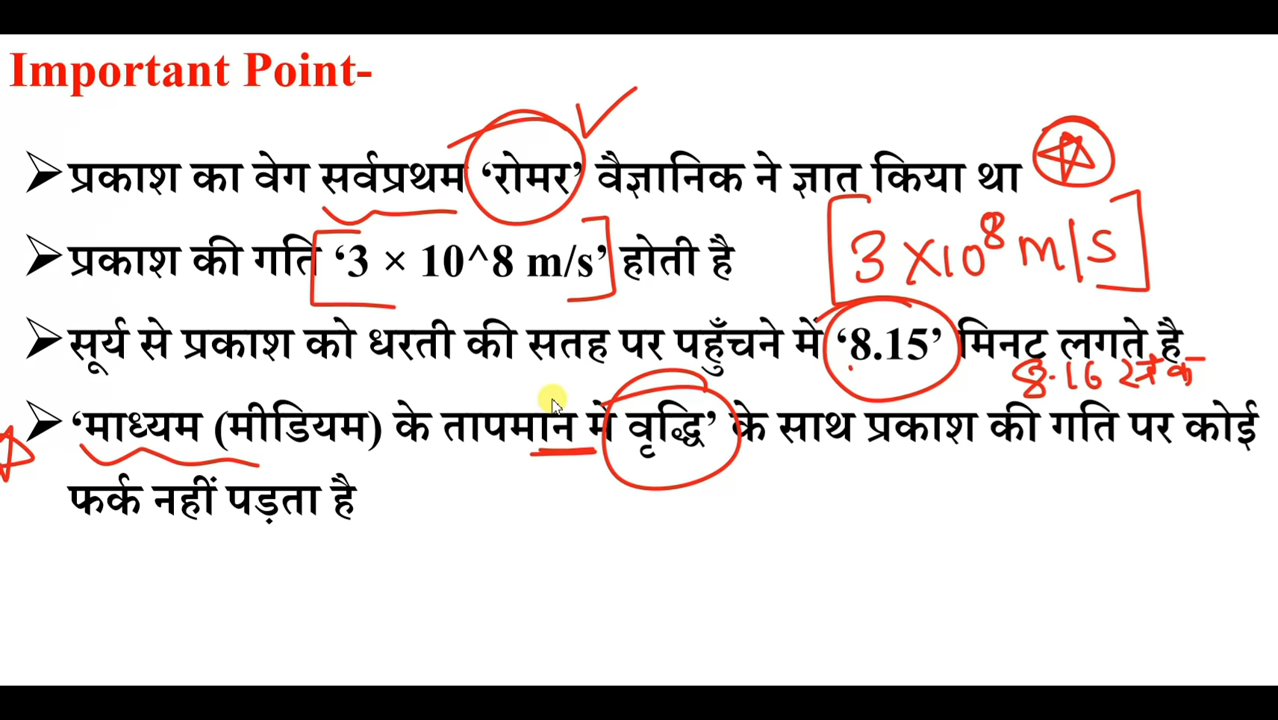 Important Point-
➢ प्रकाश का वेग सर्वप्रथम ‘रोमर’ वैज्ञानिक ने ज्ञात किया था
➢ प्रकाश की गति ‘3 × 10^8 m/s’ होती है
3 × 10⁸ m/s
➢ सूर्य से प्रकाश को धरती की सतह पर पहुँचने में ‘8.15’ मिनट लगते है
8.16
➢ ‘माध्यम (मीडियम) के तापमान मे वृद्धि’ के साथ प्रकाश की गति पर कोई
फर्क नहीं पड़ता है